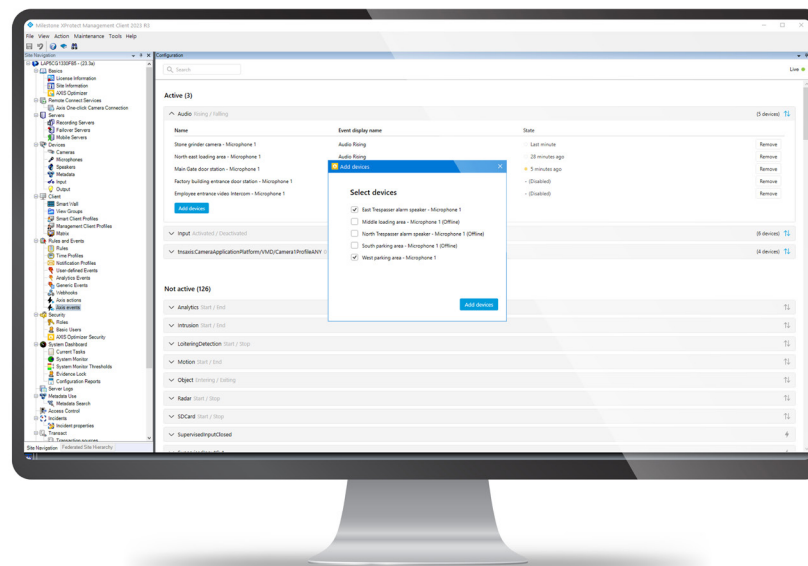 Milestone XProtect Management Client 2023 R3
File View Action Maintenance Tools Help
Site Navigation
Configuration
LAP5CG1330F6B - (23.3a)
Basics
License Information
Site Information
AXIS Optimizer
Remote Connect Services
Axis One-click Camera Connection
Servers
Recording Servers
Failover Servers
Mobile Servers
Devices
Cameras
Microphones
Speakers
Metadata
Input
Output
Client
Smart Wall
View Groups
Smart Client Profiles
Management Client Profiles
Matrix
Rules and Events
Rules
Time Profiles
Notification Profiles
User-defined Events
Analytics Events
Generic Events
Webhooks
Axis actions
Axis events
Security
Roles
Basic Users
AXIS Optimizer Security
System Dashboard
Current Tasks
System Monitor
System Monitor Thresholds
Evidence Lock
Configuration Reports
Server Logs
Metadata Use
Metadata Search
Access Control
Incidents
Incident properties
Transact
Transaction sources
Site Navigation Federated Site Hierarchy
Search
Live
Active (3)
Audio Rising / Falling (5 devices)
Name Event display name State
Stone grinder camera - Microphone 1 Audio Rising Last minute Remove
North east loading area - Microphone 1 Audio Rising 28 minutes ago Remove
Main Gate door station - Microphone 1 5 minutes ago Remove
Factory building entrance door station - Microphone 1 - (Disabled) Remove
Employee entrance video Intercom - Microphone 1 - (Disabled) Remove
Add devices
Input Activated / Deactivated (6 devices)
tnsaxis:CameraApplicationPlatform/VMD/Camera1ProfileANY (4 devices)
Not active (126)
Analytics Start / End
Intrusion Start / End
LoiteringDetection Start / Stop
Motion Start / End
Object Entering / Exiting
Radar Start / Stop
SDCard Start / Stop
SupervisedInputClosed
Add devices
Select devices
East Trespasser alarm speaker - Microphone 1
Middle loading area - Microphone 1 (Offline)
North Trespasser alarm speaker - Microphone 1 (Offline)
South parking area - Microphone 1 (Offline)
West parking area - Microphone 1
Add devices